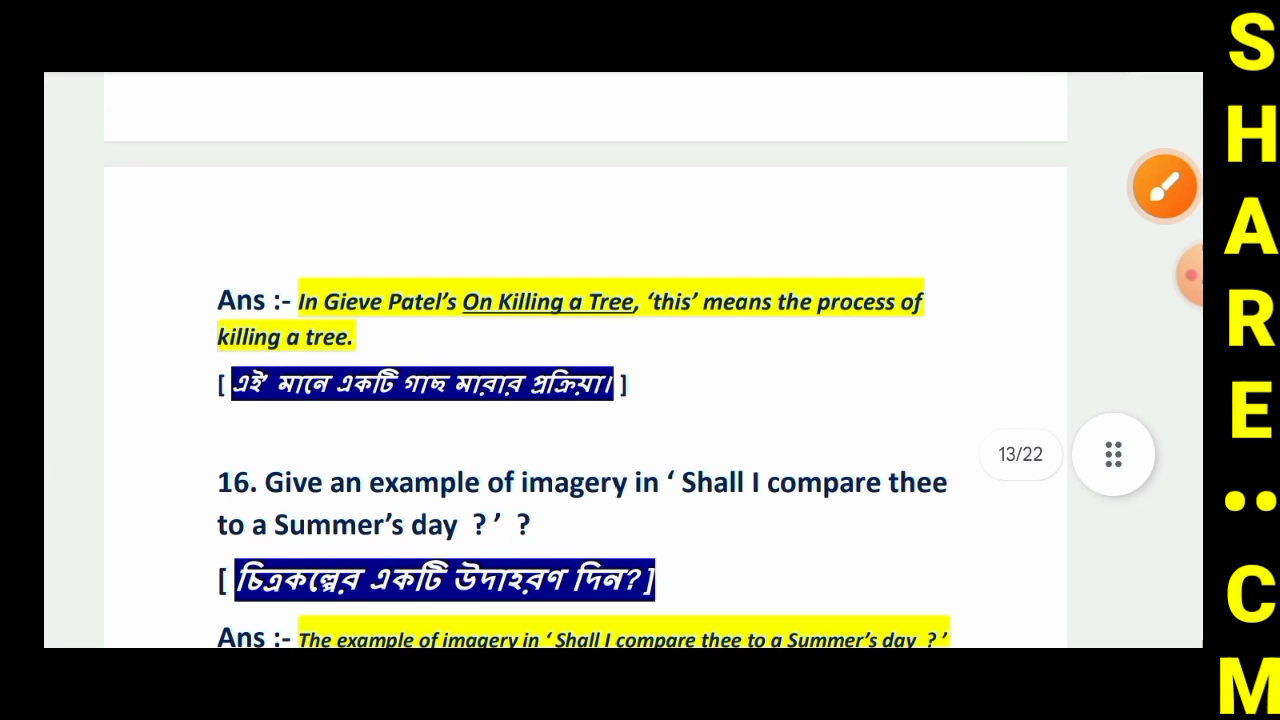 Ans :- In Gieve Patel's On Killing a Tree, ‘this’ means the process of
killing a tree.
[ এই’ মানে একটি গাছ মারার প্রক্রিয়া। ]
13/22
16. Give an example of imagery in ‘ Shall I compare thee
to a Summer’s day ? ’ ?
[ চিত্রকল্পের একটি উদাহরণ দিন? ]
Ans :- The example of imagery in ‘ Shall I compare thee to a Summer’s day ? ’
S
H
A
R
E
..
C
M